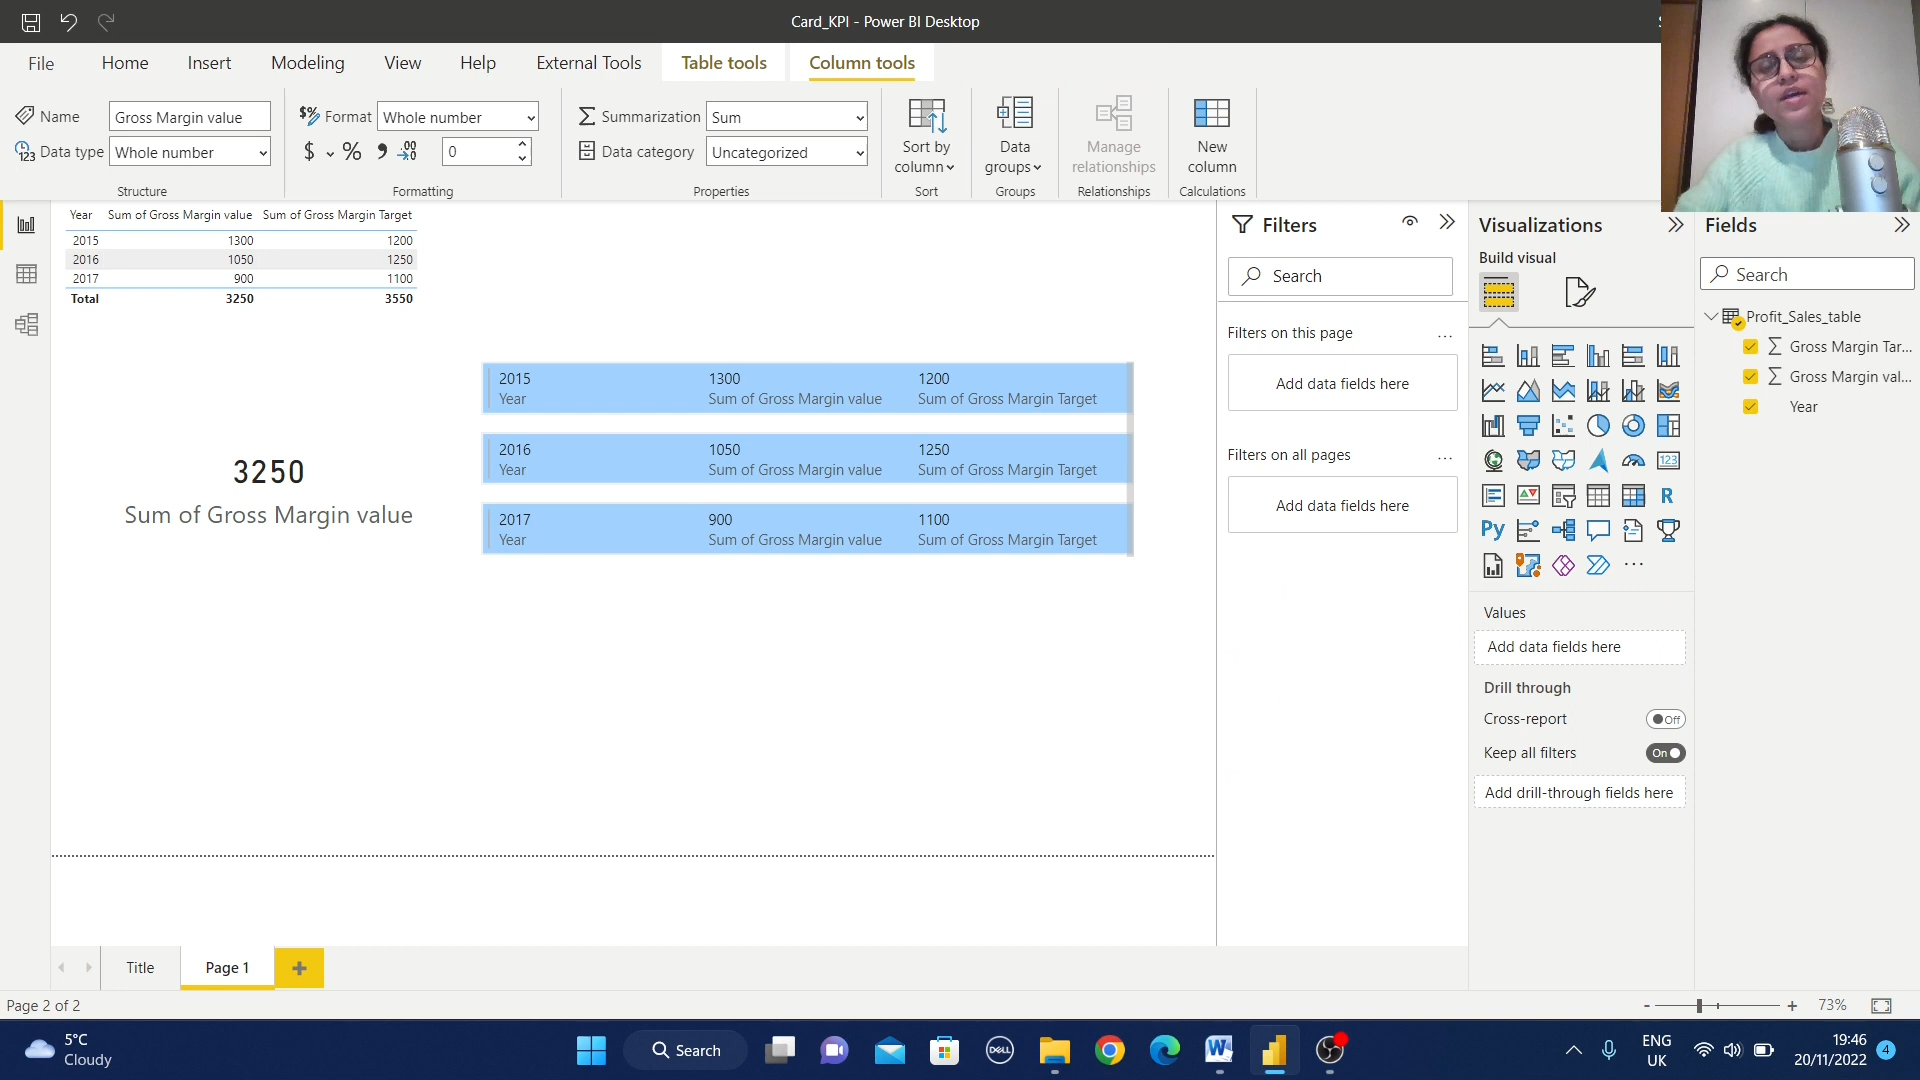 Card_KPI - Power BI Desktop
File Home Insert Modeling View Help External Tools Table tools Column tools
Name Gross Margin value
Data type Whole number
Structure
Format Whole number
$ % 0
Formatting
Summarization Sum
Data category Uncategorized
Properties
Sort by
column
Sort
Data
groups
Groups
Manage
relationships
Relationships
New
column
Calculations
Year Sum of Gross Margin value Sum of Gross Margin Target
2015 1300 1200
2016 1050 1250
2017 900 1100
Total 3250 3550
3250
Sum of Gross Margin value
2015 1300 1200
Year Sum of Gross Margin value Sum of Gross Margin Target
2016 1050 1250
Year Sum of Gross Margin value Sum of Gross Margin Target
2017 900 1100
Year Sum of Gross Margin value Sum of Gross Margin Target
Filters
Search
Filters on this page ...
Add data fields here
Filters on all pages ...
Add data fields here
Visualizations
Build visual
123
R
Py
...
Values
Add data fields here
Drill through
Cross-report Off
Keep all filters On
Add drill-through fields here
Fields
Search
Profit_Sales_table
Gross Margin Tar...
Gross Margin val...
Year
Title Page 1 +
Page 2 of 2
- + 73%
5°C
Cloudy
Search
DELL
W
ENG
UK
19:46
20/11/2022
4